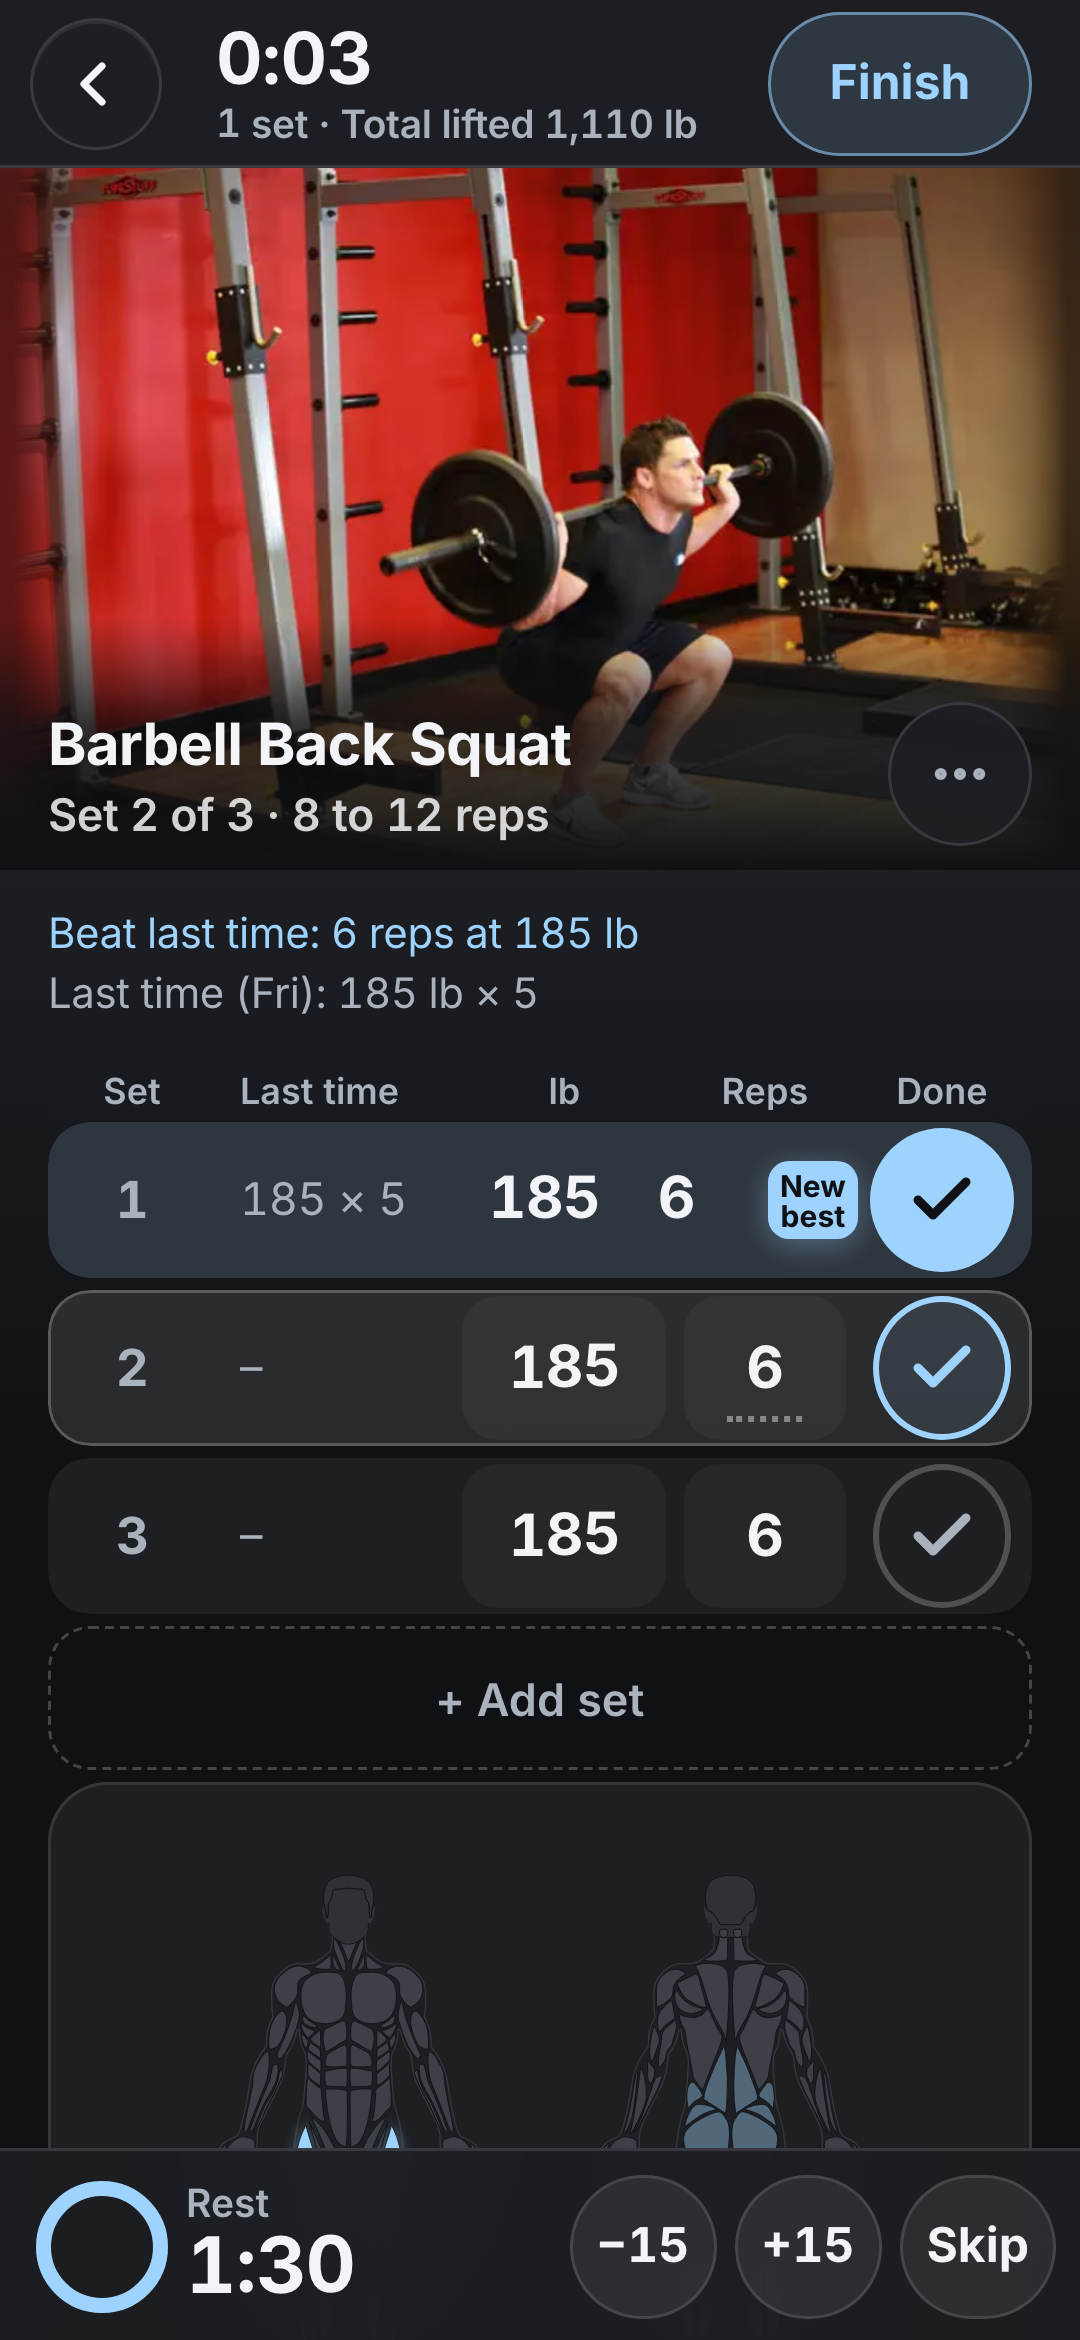 0:03
1 set · Total lifted 1,110 lb
Finish
Barbell Back Squat
Set 2 of 3 · 8 to 12 reps
Beat last time: 6 reps at 185 lb
Last time (Fri): 185 lb × 5
Set Last time lb Reps Done
1 185 × 5 185 6 New best
2 – 185 6
3 – 185 6
+ Add set
Rest
1:30
−15 +15 Skip